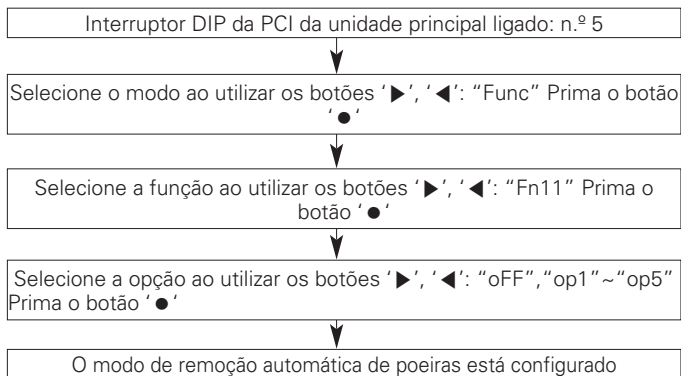 Interruptor DIP da PCI da unidade principal ligado: n.º 5
Selecione o modo ao utilizar os botões ‘▶’, ‘◀’: “Func” Prima o botão
‘ ● ‘
Selecione a função ao utilizar os botões ‘▶’, ‘◀’: “Fn11” Prima o
botão ‘ ● ‘
Selecione a opção ao utilizar os botões ‘▶’, ‘◀’: “oFF”,“op1”~“op5”
Prima o botão ‘ ● ‘
O modo de remoção automática de poeiras está configurado